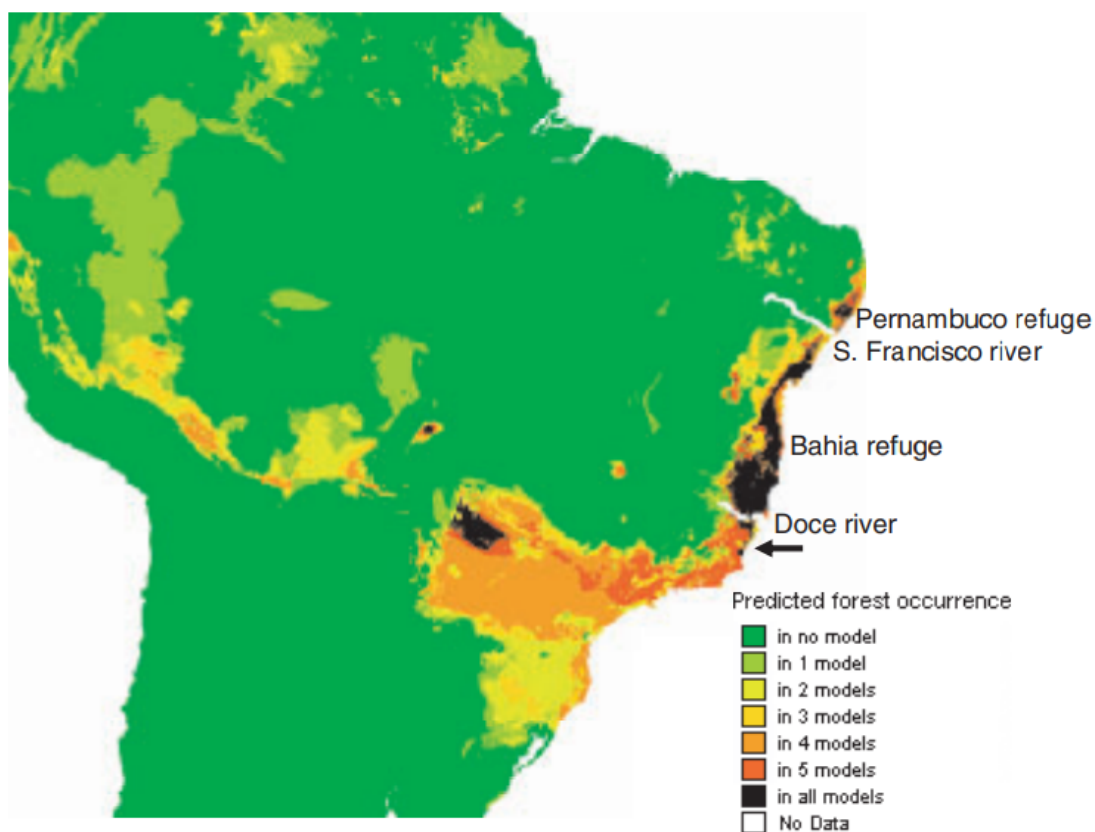 Pernambuco refuge
S. Francisco river
Bahia refuge
Doce river
Predicted forest occurrence
in no model
in 1 model
in 2 models
in 3 models
in 4 models
in 5 models
in all models
No Data